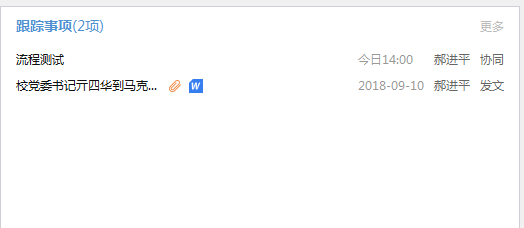 跟踪事项(2项) 更多
流程测试 今日14:00 郝进平 协同
校党委书记亓四华到马克... W 2018-09-10 郝进平 发文